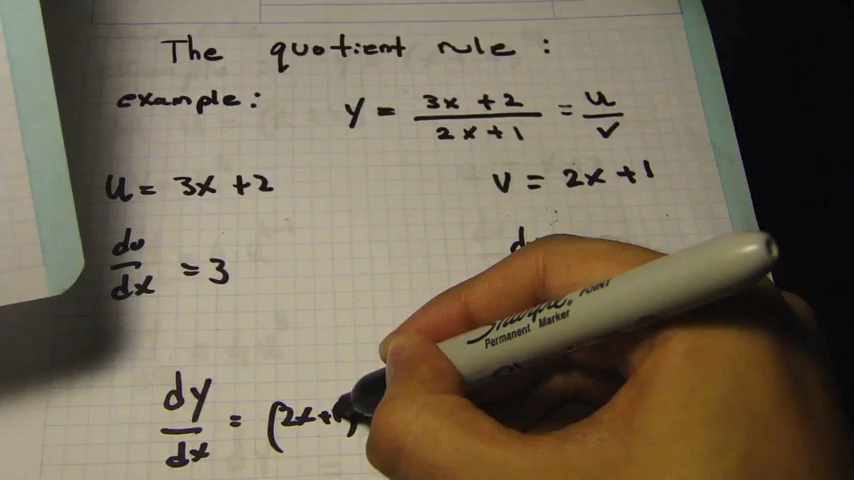 The quotient rule :
example : y = 3x + 2 / 2x + 1 = u / v
u = 3x + 2 v = 2x + 1
du / dx = 3
Sharpie. POINT
Permanent Marker
dy / dx = (2x +